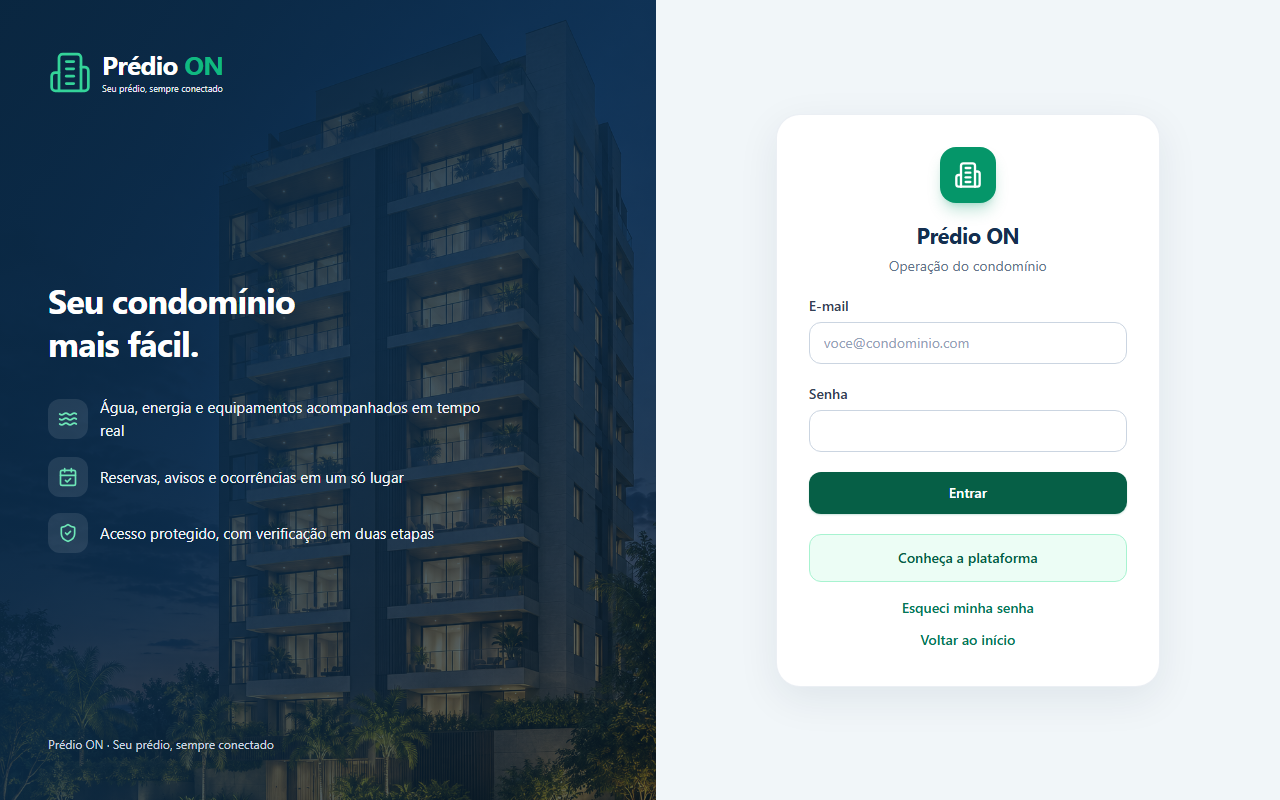 Prédio ON
Seu prédio, sempre conectado
Seu condomínio
mais fácil.
Água, energia e equipamentos acompanhados em tempo
real
Reservas, avisos e ocorrências em um só lugar
Acesso protegido, com verificação em duas etapas
Prédio ON · Seu prédio, sempre conectado
Prédio ON
Operação do condomínio
E-mail
voce@condominio.com
Senha
Entrar
Conheça a plataforma
Esqueci minha senha
Voltar ao início